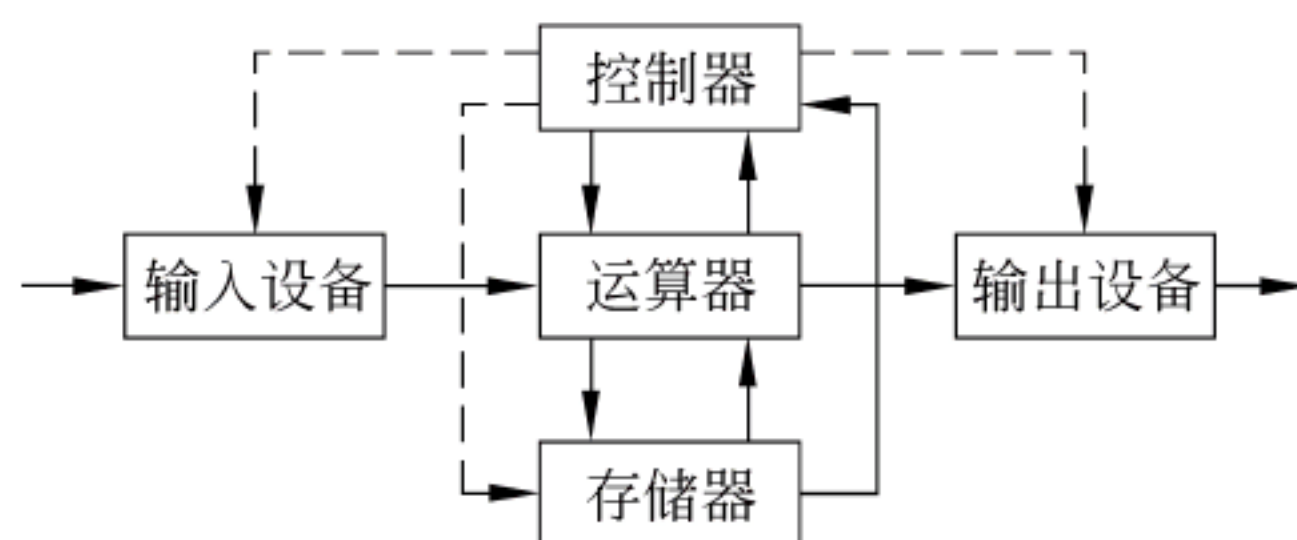 控制器
输入设备
运算器
输出设备
存储器